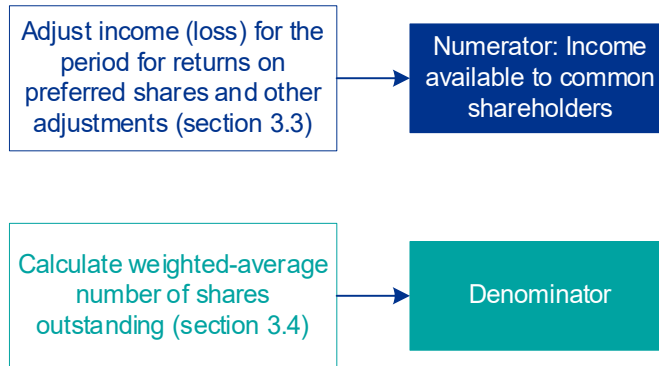 Adjust income (loss) for the
period for returns on
preferred shares and other
adjustments (section 3.3)
Numerator: Income
available to common
shareholders
Calculate weighted-average
number of shares
outstanding (section 3.4)
Denominator